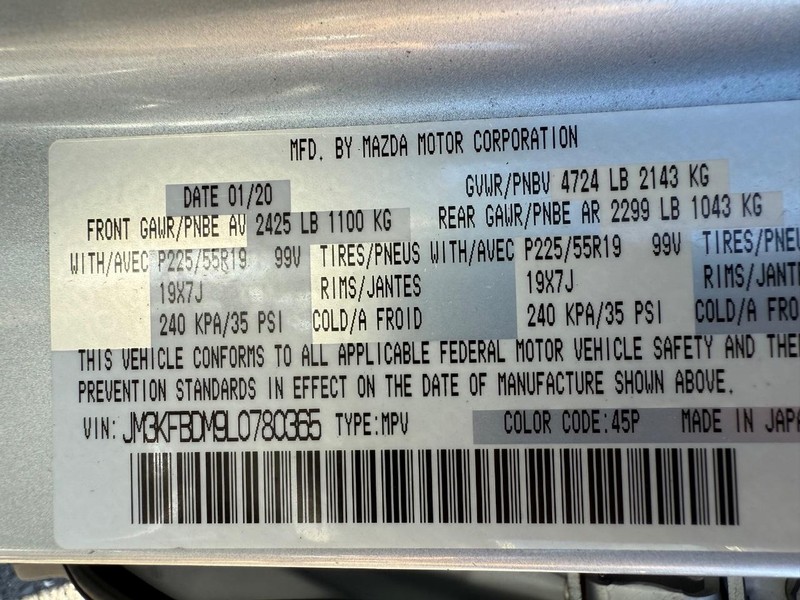 MFD. BY MAZDA MOTOR CORPORATION
DATE 01/20 GVWR/PNBV 4724 LB 2143 KG
FRONT GAWR/PNBE AV 2425 LB 1100 KG REAR GAWR/PNBE AR 2299 LB 1043 KG
WITH/AVEC P225/55R19 99V TIRES/PNEUS WITH/AVEC P225/55R19 99V TIRES/PNEU
19X7J RIMS/JANTES 19X7J RIMS/JAN
240 KPA/35 PSI COLD/A FROID 240 KPA/35 PSI COLD/A FRO
THIS VEHICLE CONFORMS TO ALL APPLICABLE FEDERAL MOTOR VEHICLE SAFETY AND THE
PREVENTION STANDARDS IN EFFECT ON THE DATE OF MANUFACTURE SHOWN ABOVE.
VIN: JM3KFBDM9L0780365 TYPE:MPV COLOR CODE:45P MADE IN JAPA